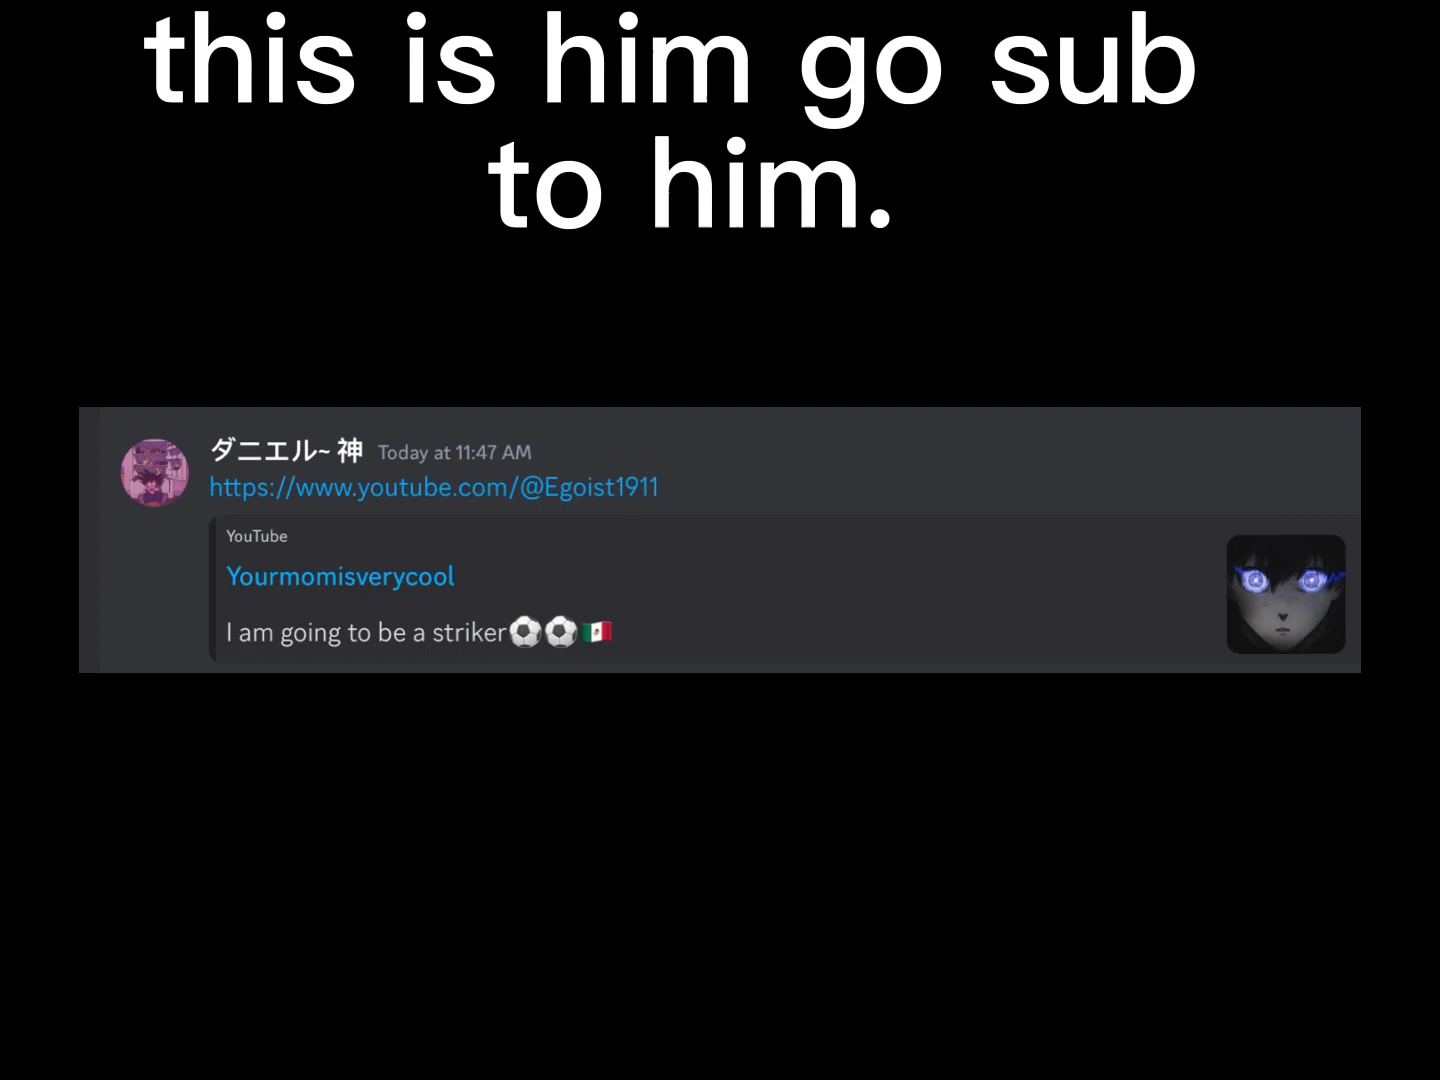 this is him go sub
to him.
ダニエル~ 神 Today at 11:47 AM
https://www.youtube.com/@Egoist1911
YouTube
Yourmomisverycool
I am going to be a striker⚽⚽🇲🇽